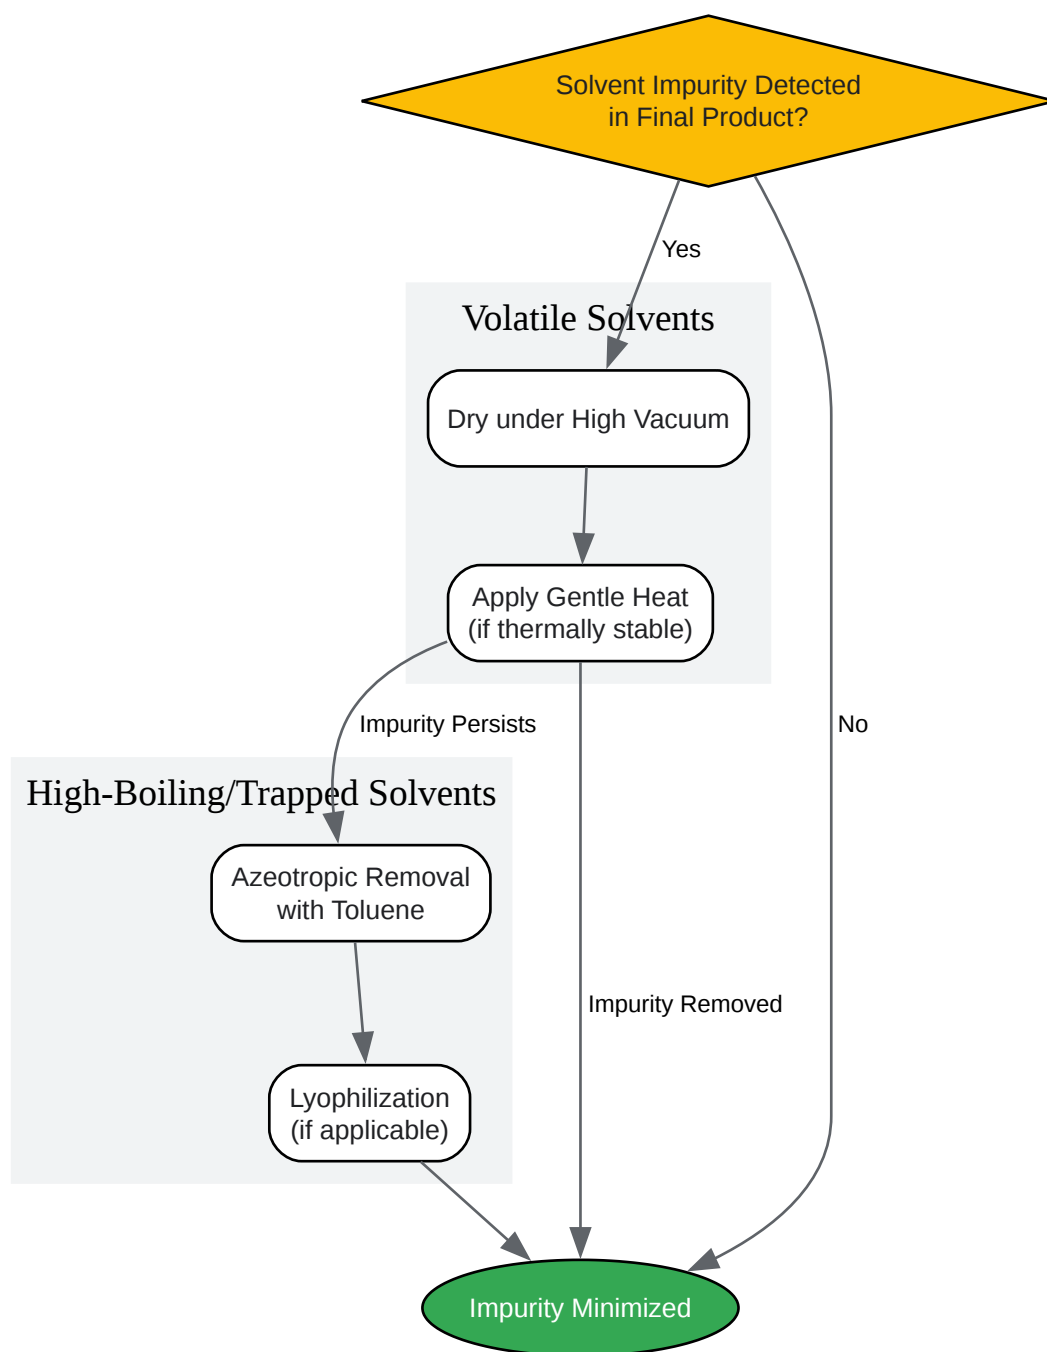 Solvent Impurity Detected
in Final Product?
Yes
Volatile Solvents
Dry under High Vacuum
Apply Gentle Heat
(if thermally stable)
Impurity Persists
No
High-Boiling/Trapped Solvents
Azeotropic Removal
with Toluene
Impurity Removed
Lyophilization
(if applicable)
Impurity Minimized